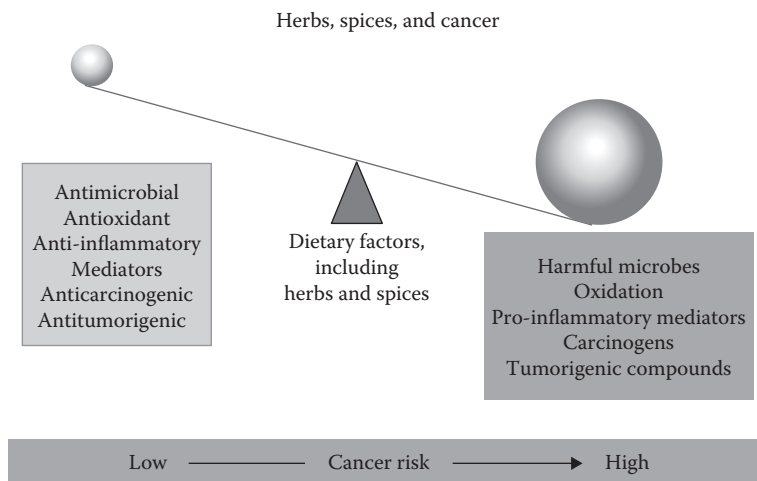 Herbs, spices, and cancer
Antimicrobial
Antioxidant
Anti-inflammatory
Mediators
Anticarcinogenic
Antitumorigenic
Dietary factors,
including
herbs and spices
Harmful microbes
Oxidation
Pro-inflammatory mediators
Carcinogens
Tumorigenic compounds
Low Cancer risk High